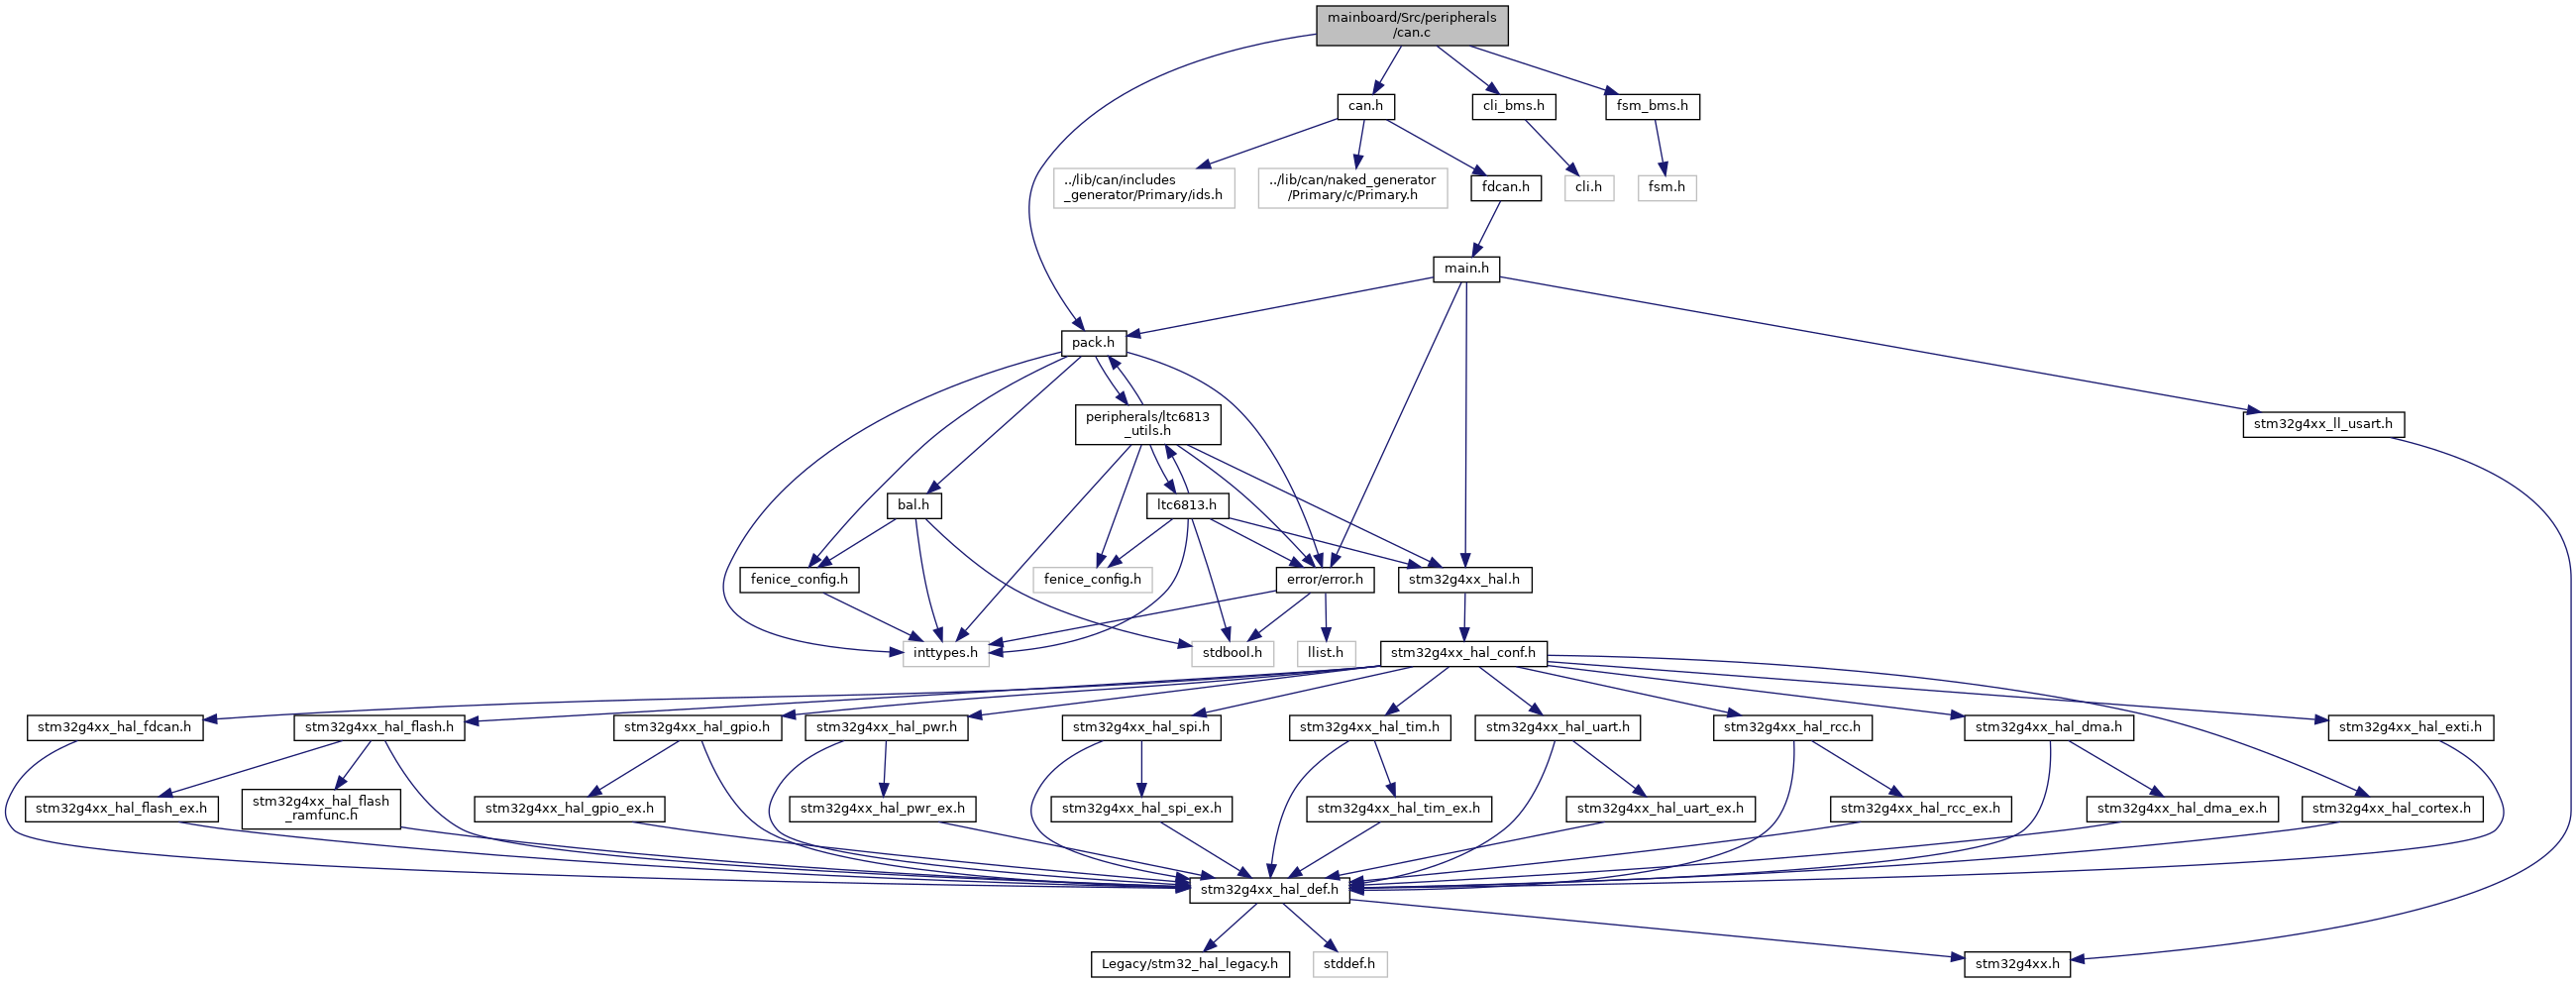 mainboard/Src/peripherals
/can.c
can.h
cli_bms.h
fsm_bms.h
../lib/can/includes
_generator/Primary/ids.h
../lib/can/naked_generator
/Primary/c/Primary.h
fdcan.h
cli.h
fsm.h
main.h
pack.h
peripherals/ltc6813
_utils.h
stm32g4xx_ll_usart.h
bal.h
ltc6813.h
fenice_config.h
fenice_config.h
error/error.h
stm32g4xx_hal.h
inttypes.h
stdbool.h
llist.h
stm32g4xx_hal_conf.h
stm32g4xx_hal_fdcan.h
stm32g4xx_hal_flash.h
stm32g4xx_hal_gpio.h
stm32g4xx_hal_pwr.h
stm32g4xx_hal_spi.h
stm32g4xx_hal_tim.h
stm32g4xx_hal_uart.h
stm32g4xx_hal_rcc.h
stm32g4xx_hal_dma.h
stm32g4xx_hal_exti.h
stm32g4xx_hal_flash_ex.h
stm32g4xx_hal_flash
_ramfunc.h
stm32g4xx_hal_gpio_ex.h
stm32g4xx_hal_pwr_ex.h
stm32g4xx_hal_spi_ex.h
stm32g4xx_hal_tim_ex.h
stm32g4xx_hal_uart_ex.h
stm32g4xx_hal_rcc_ex.h
stm32g4xx_hal_dma_ex.h
stm32g4xx_hal_cortex.h
stm32g4xx_hal_def.h
Legacy/stm32_hal_legacy.h
stddef.h
stm32g4xx.h